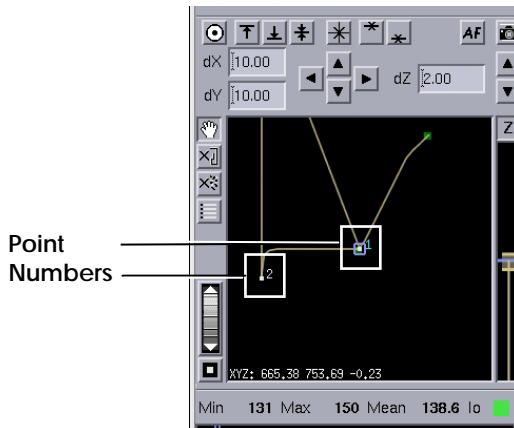 AF
dX 10.00
dY 10.00
dZ 2.00
Z
1
2
Point
Numbers
XYZ: 665.38 753.69 -0.23
Min 131 Max 150 Mean 138.6 Io